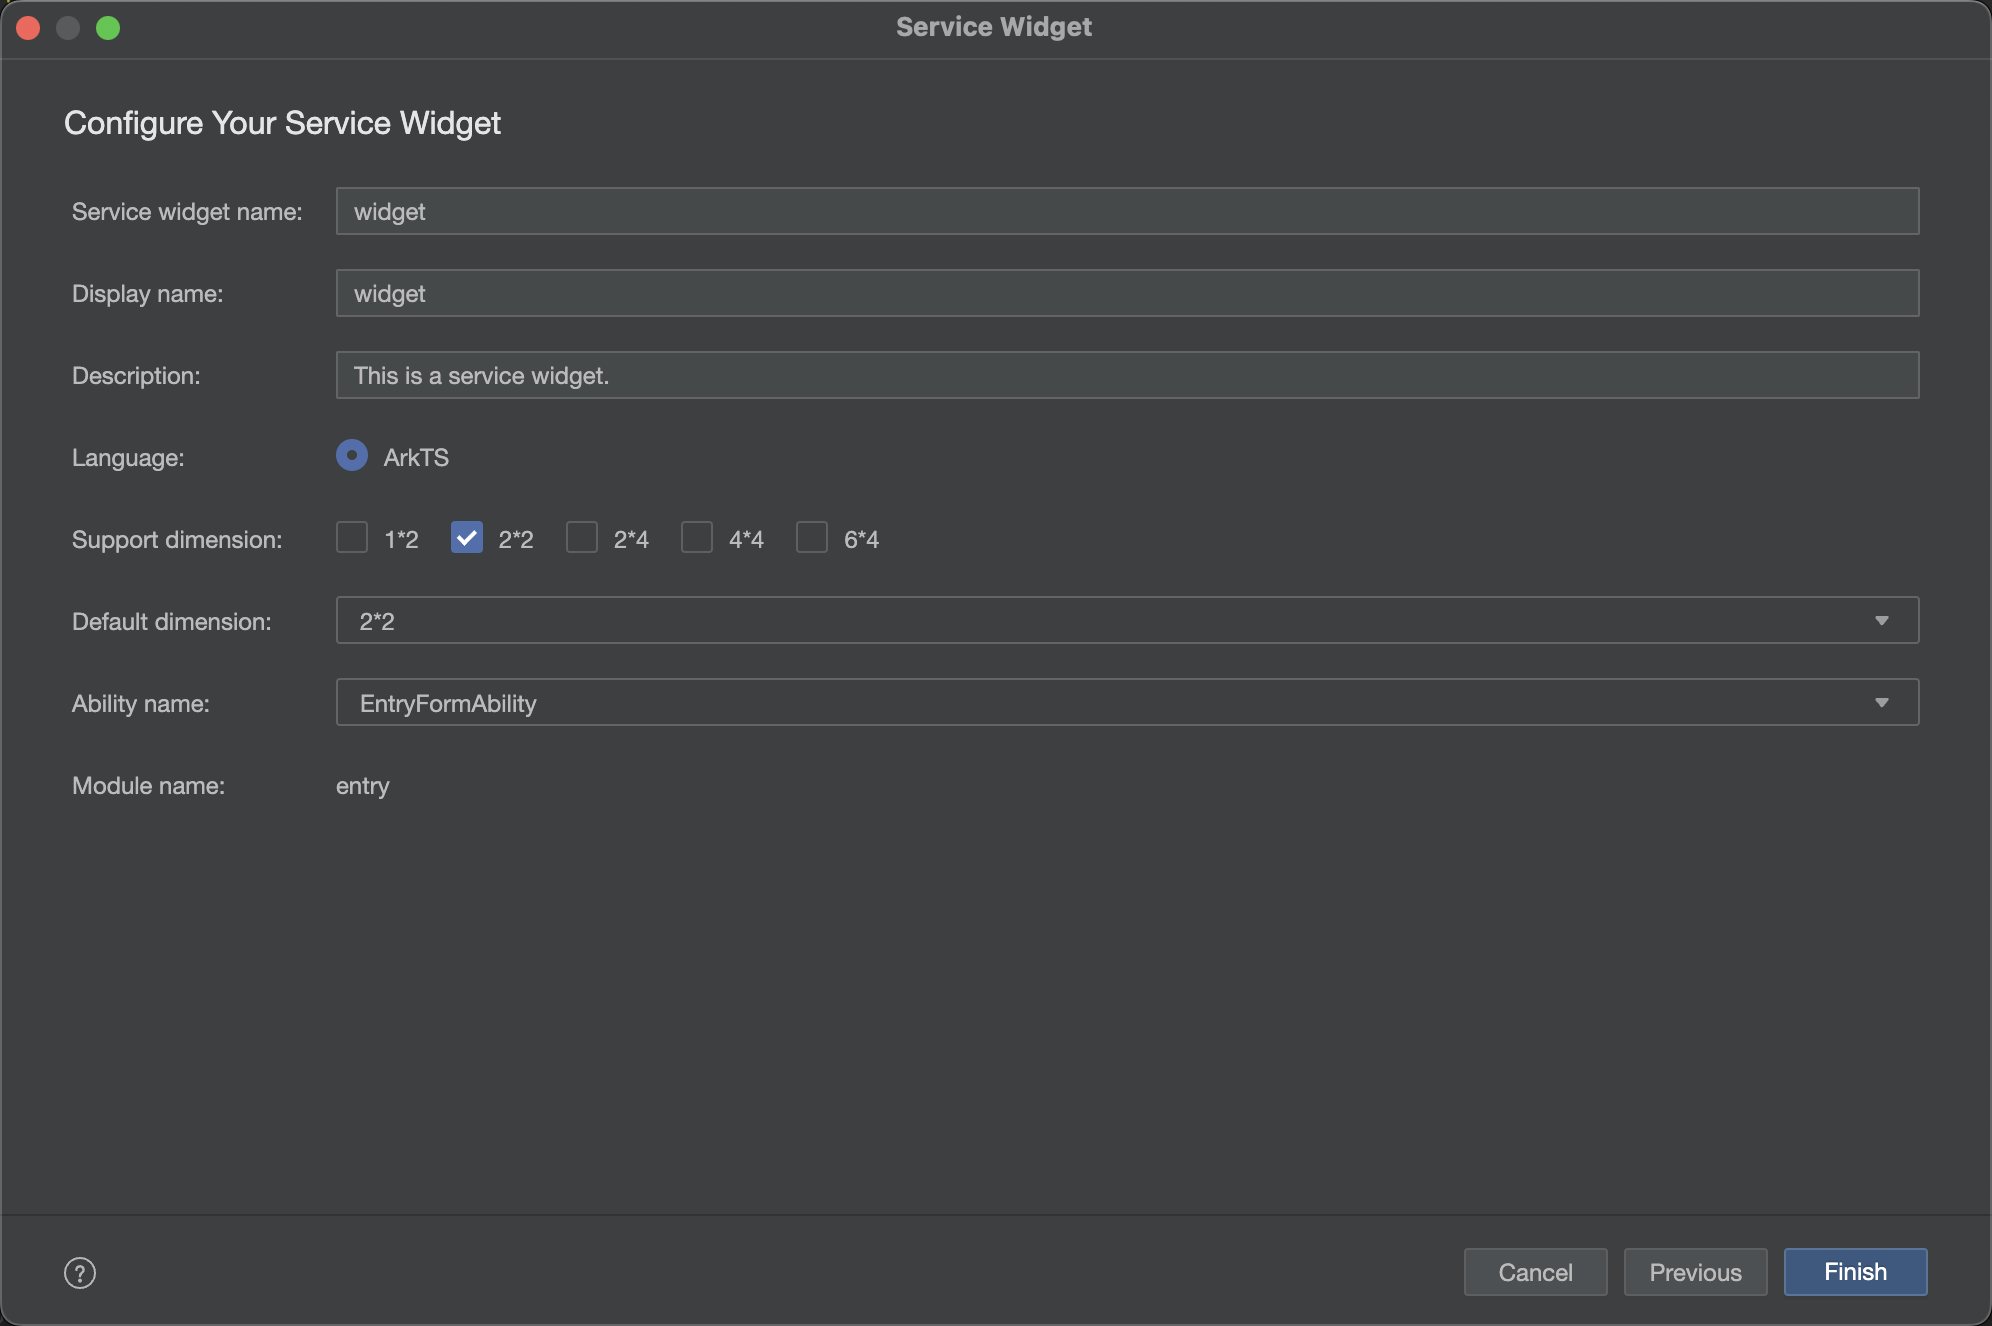 Service Widget
Configure Your Service Widget
Service widget name: widget
Display name: widget
Description: This is a service widget.
Language: ArkTS
Support dimension: 1*2 2*2 2*4 4*4 6*4
Default dimension: 2*2
Ability name: EntryFormAbility
Module name: entry
? Cancel Previous Finish